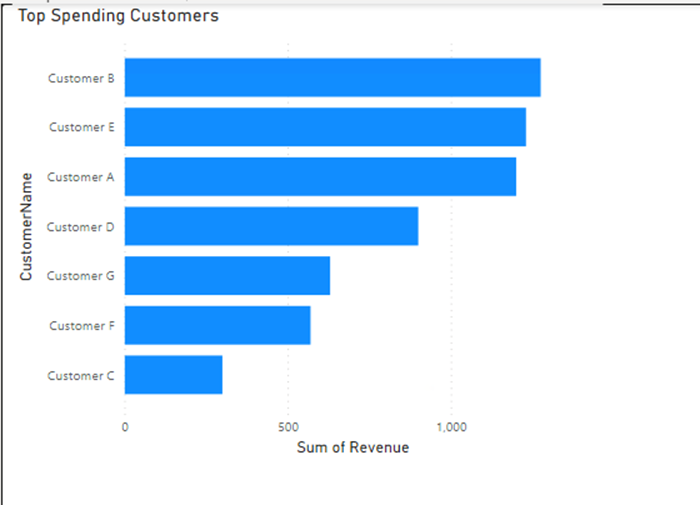 Top Spending Customers
CustomerName
Customer B
Customer E
Customer A
Customer D
Customer G
Customer F
Customer C
0 500 1,000
Sum of Revenue